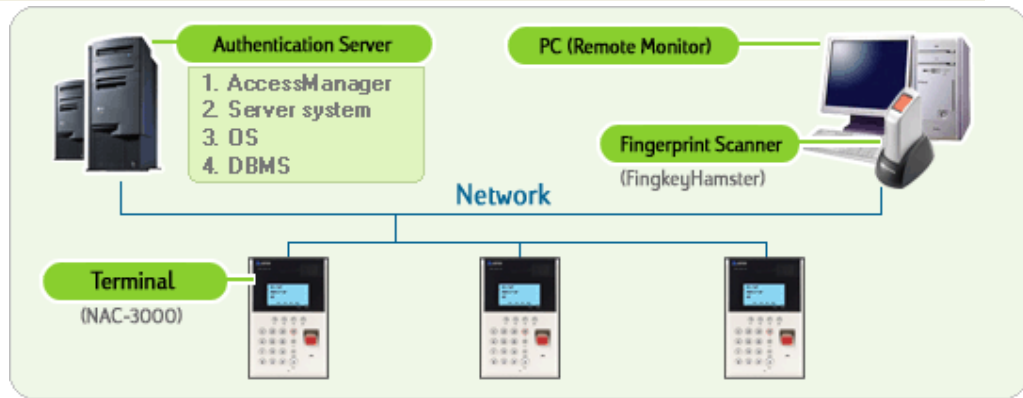 Authentication Server
1. AccessManager
2. Server system
3. OS
4. DBMS
PC (Remote Monitor)
Fingerprint Scanner
(FingkeyHamster)
Network
Terminal
(NAC-3000)